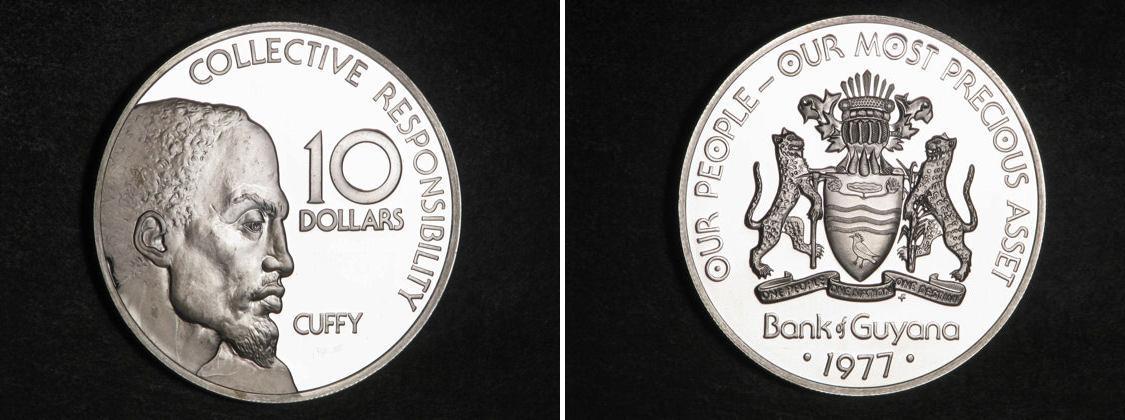 COLLECTIVE RESPONSIBILITY
10
DOLLARS
CUFFY
OUR PEOPLE – OUR MOST PRECIOUS ASSET
ONE PEOPLE ONE NATION ONE DESTINY
Bank of Guyana
• 1977 •